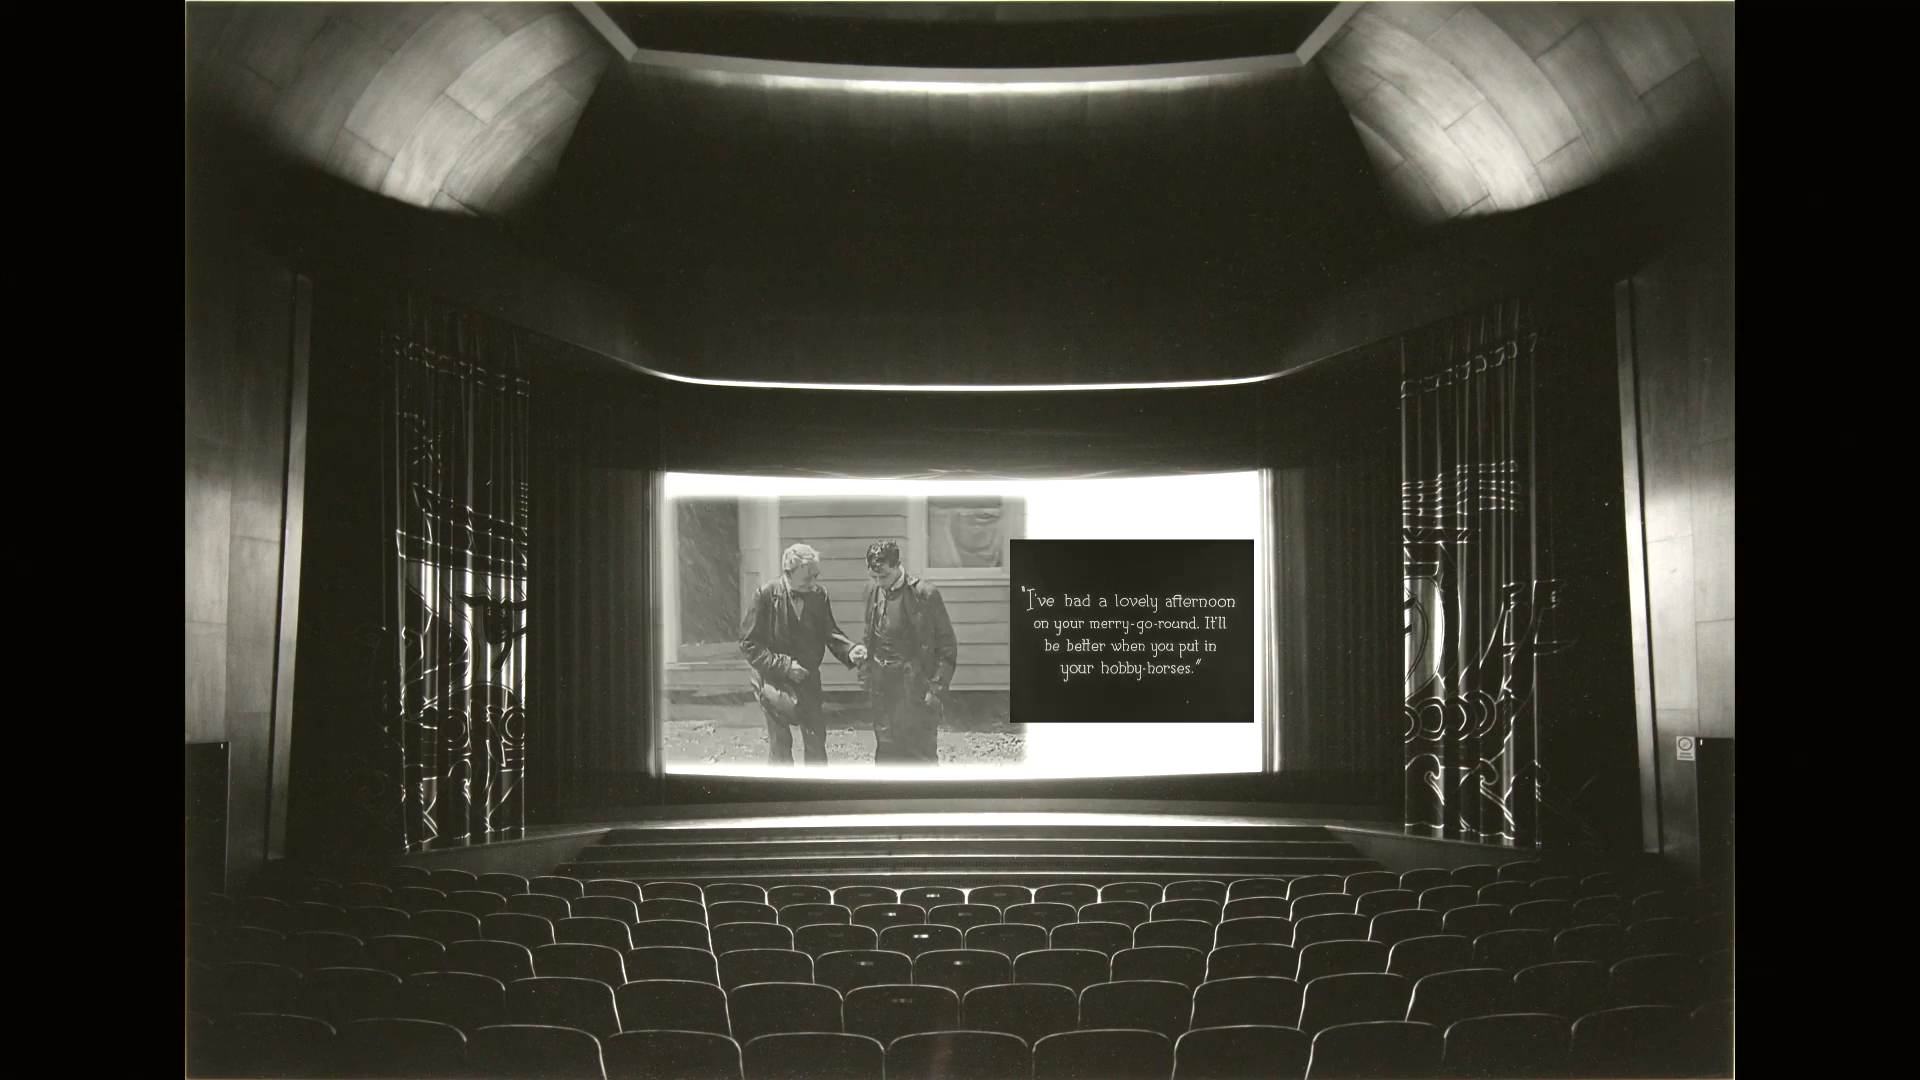 "I've had a lovely afternoon
on your merry-go-round. It'll
be better when you put in
your hobby-horses."